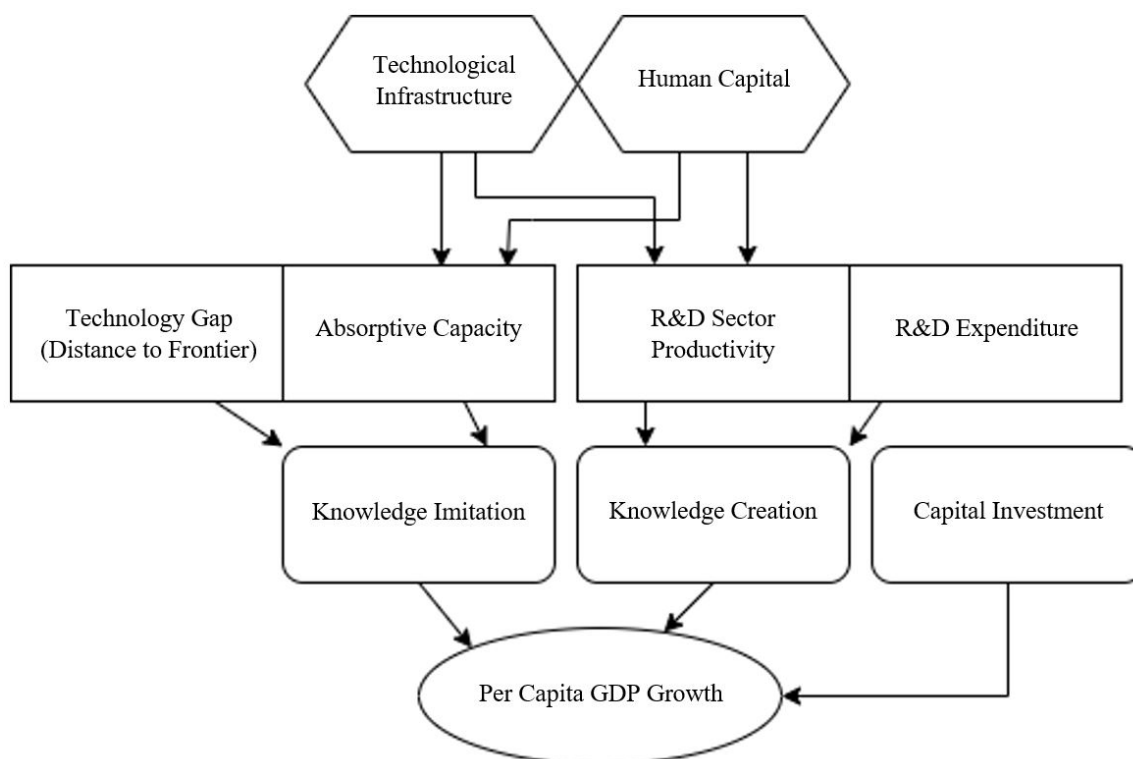 Technological
Infrastructure
Human Capital
Technology Gap
(Distance to Frontier)
Absorptive Capacity
R&D Sector
Productivity
R&D Expenditure
Knowledge Imitation
Knowledge Creation
Capital Investment
Per Capita GDP Growth